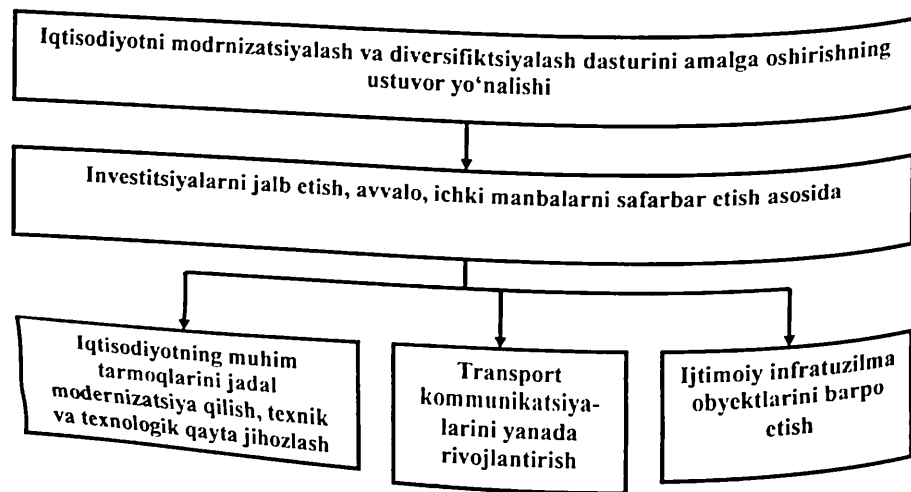 Iqtisodiyotni modrnizatsiyalash va diversifiktsiyalash dasturini amalga oshirishning
ustuvor yo‘nalishi
Investitsiyalarni jalb etish, avvalo, ichki manbalarni safarbar etish asosida
Iqtisodiyotning muhim
tarmoqlarini jadal
modernizatsiya qilish, texnik
va texnologik qayta jihozlash
Transport
kommunikatsiya-
larini yanada
rivojlantirish
Ijtimoiy infratuzilma
obyektlarini barpo
etish